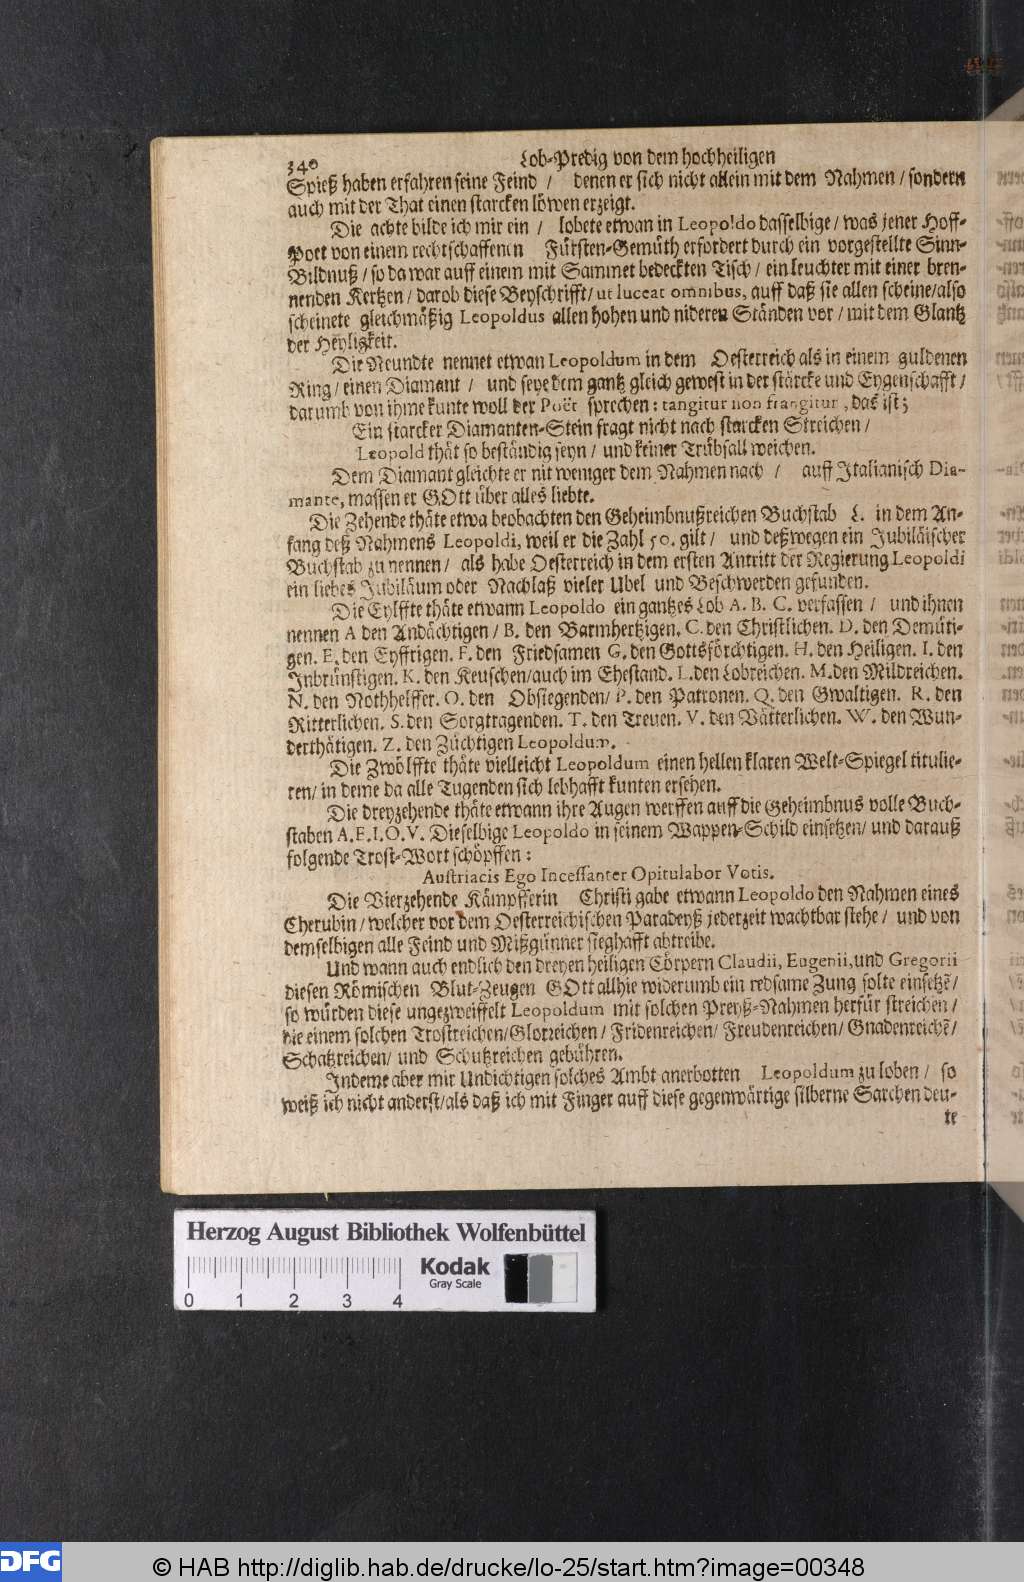 340
Lob-Predig von dem hochheiligen
Spieß haben erfahren seine Feind / denen er sich nicht allein mit dem Nahmen / sondern
auch mit der That einen starcken löwen erzeigt.
Die achte bilde ich mir ein / lobete etwan in Leopoldo dasselbige / was jener Hoff-
Poet von einem rechtschaffenen Fürsten-Gemüth erfordert durch ein vorgestellte Sinn-
Bildnuß / so da war auff einem mit Sammet bedeckten Tisch / ein leuchter mit einer bren-
nenden Kertzen / darob diese Beyschrifft / ut luceat omnibus, auff daß sie allen scheine/also
scheinete gleichmäßig Leopoldus allen hohen und nideren Ständen vor / mit dem Glantz
der Heyligkeit.
Die Neundte nennet etwan Leopoldum in dem Oesterreich als in einem guldenen
Ring / einen Diamant / und seye dem gantz gleich gewest in der stärcke und Eygenschafft /
darumb von ihme kunte woll der Poët sprechen: tangitur non frangitur, das ist;
Ein starcker Diamanten-Stein fragt nicht nach starcken Streichen /
Leopold thät so beständig seyn / und keiner Trübsall weichen.
Dem Diamant gleichte er nit weniger dem Nahmen nach / auff Italianisch Dia-
mante, massen er GOtt über alles liebte.
Die Zehende thäte etwa beobachten den Geheimbnußreichen Buchstab L. in dem An-
fang deß Nahmens Leopoldi, weil er die Zahl 50. gilt / und deßwegen ein Jubiläischer
Buchstab zu nennen / als habe Oesterreich in dem ersten Antritt der Regierung Leopoldi
ein liebes Jubiläum oder Nachlaß vieler Ubel und Beschwerden gefunden.
Die Eylffte thäte etwann Leopoldo ein gantzes Lob A. B. C. verfassen / und ihnen
nennen A den Andächtigen / B. den Barmhertzigen. C. den Christlichen. D. den Demüti-
gen. E. den Eyffrigen. F. den Friedsamen G. den Gottsförchtigen. H. den Heiligen. I. den
Inbrünstigen. K. den Keuschen/auch im Ehestand. L. den Lobreichen. M. den Mildreichen.
N. den Nothhelffer. O. den Obsiegenden/ P. den Patronen. Q. den Gwaltigen. R. den
Ritterlichen. S. den Sorgtragenden. T. den Treuen. V. den Vätterlichen. W. den Wun-
derthätigen. Z. den Züchtigen Leopoldum.
Die Zwölffte thäte vielleicht Leopoldum einen hellen klaren Welt-Spiegel titulie-
ren/ in deme da alle Tugenden sich lebhafft kunten ersehen.
Die dreyzehende thäte etwann ihre Augen werffen auff die Geheimbnus volle Buch-
staben A.E.I.O.V. Dieselbige Leopoldo in seinem Wappen-Schild einsetzen/ und darauß
folgende Trost-Wort schöpffen:
Austriacis Ego Incessanter Opitulabor Votis.
Die Vierzehende Kämpfferin Christi gabe etwann Leopoldo den Nahmen eines
Cherubin / welcher vor dem Oesterreichischen Paradeyß jederzeit wachtbar stehe / und von
demselbigen alle Feind und Mißgünner sieghafft abtreibe.
Und wann auch endlich den dreyen heiligen Cörpern Claudii, Eugenii, und Gregorii
diesen Römischen Blut-Zeugen GOtt allhie widerumb ein redsame Zung solte einsetzẽ/
so würden diese ungezweiffelt Leopoldum mit solchen Preyß-Nahmen herfür streichen /
die einem solchen Trostreichen/Glorreichen/ Fridenreichen/ Freudenreichen/ Gnadenreichẽ/
Schatzreichen/ und Schutzreichen gebühren.
Indeme aber mir Undichtigen solches Ambt anerbotten Leopoldum zu loben / so
weiß ich nicht anderst/als daß ich mit Finger auff diese gegenwärtige silberne Sarchen deu-
te
Herzog August Bibliothek Wolfenbüttel
Kodak
Gray Scale
0 1 2 3 4
DFG
© HAB http://diglib.hab.de/drucke/lo-25/start.htm?image=00348